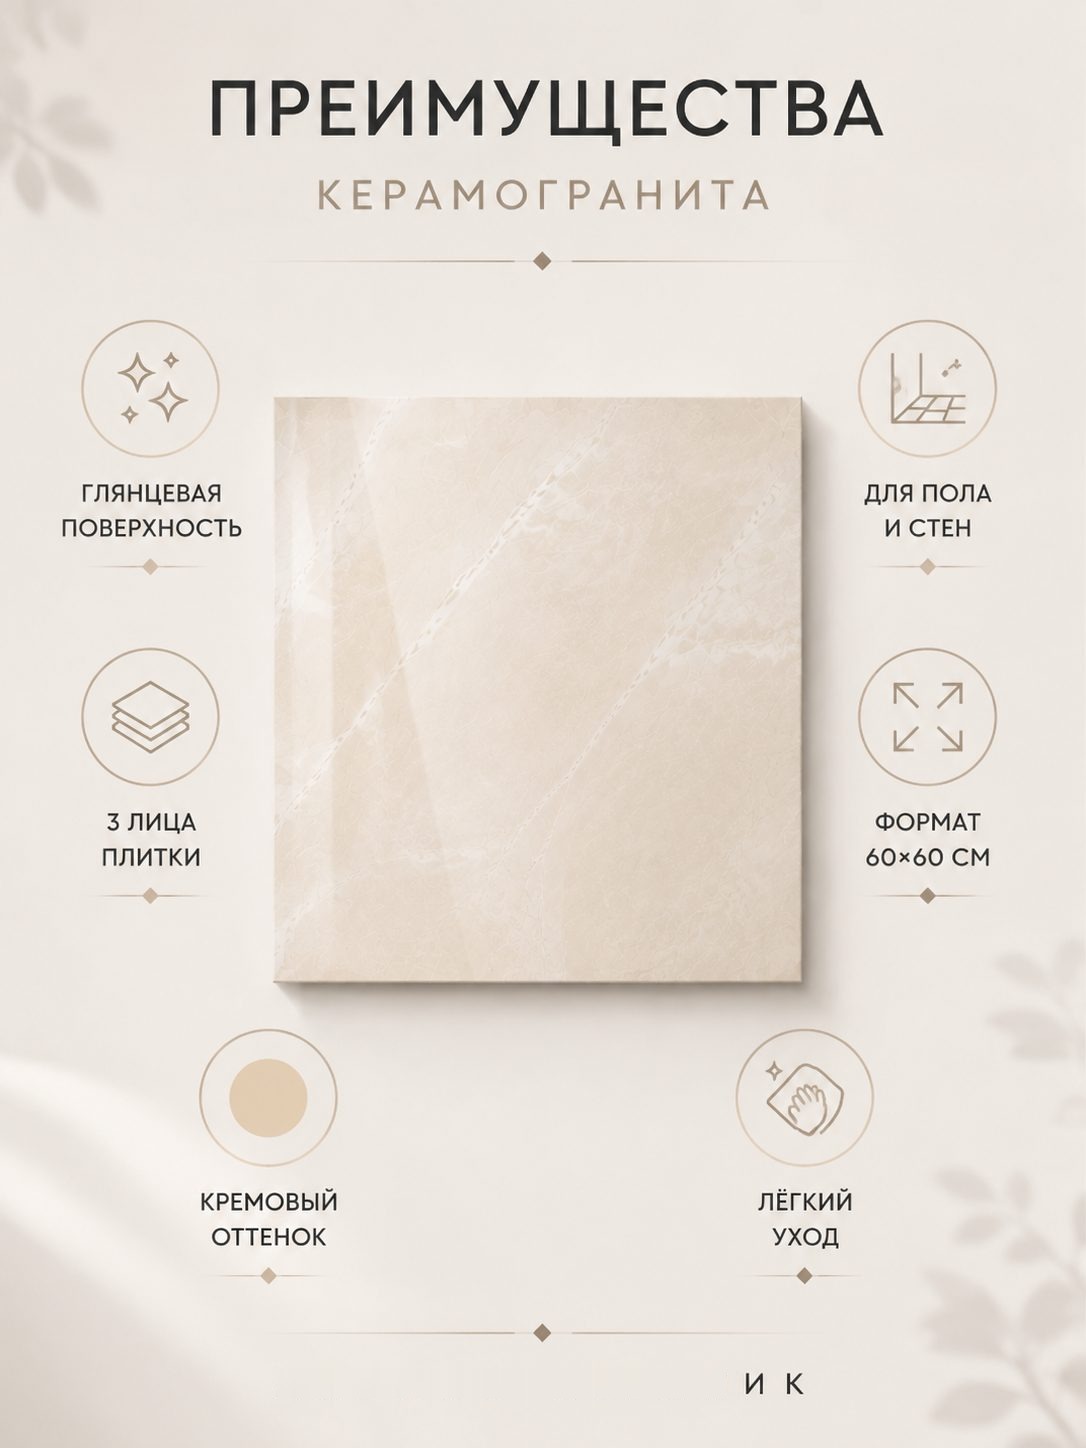 ПРЕИМУЩЕСТВА
КЕРАМОГРАНИТА
ГЛЯНЦЕВАЯ
ПОВЕРХНОСТЬ
ДЛЯ ПОЛА
И СТЕН
3 ЛИЦА
ПЛИТКИ
ФОРМАТ
60×60 СМ
КРЕМОВЫЙ
ОТТЕНОК
ЛЁГКИЙ
УХОД
И К